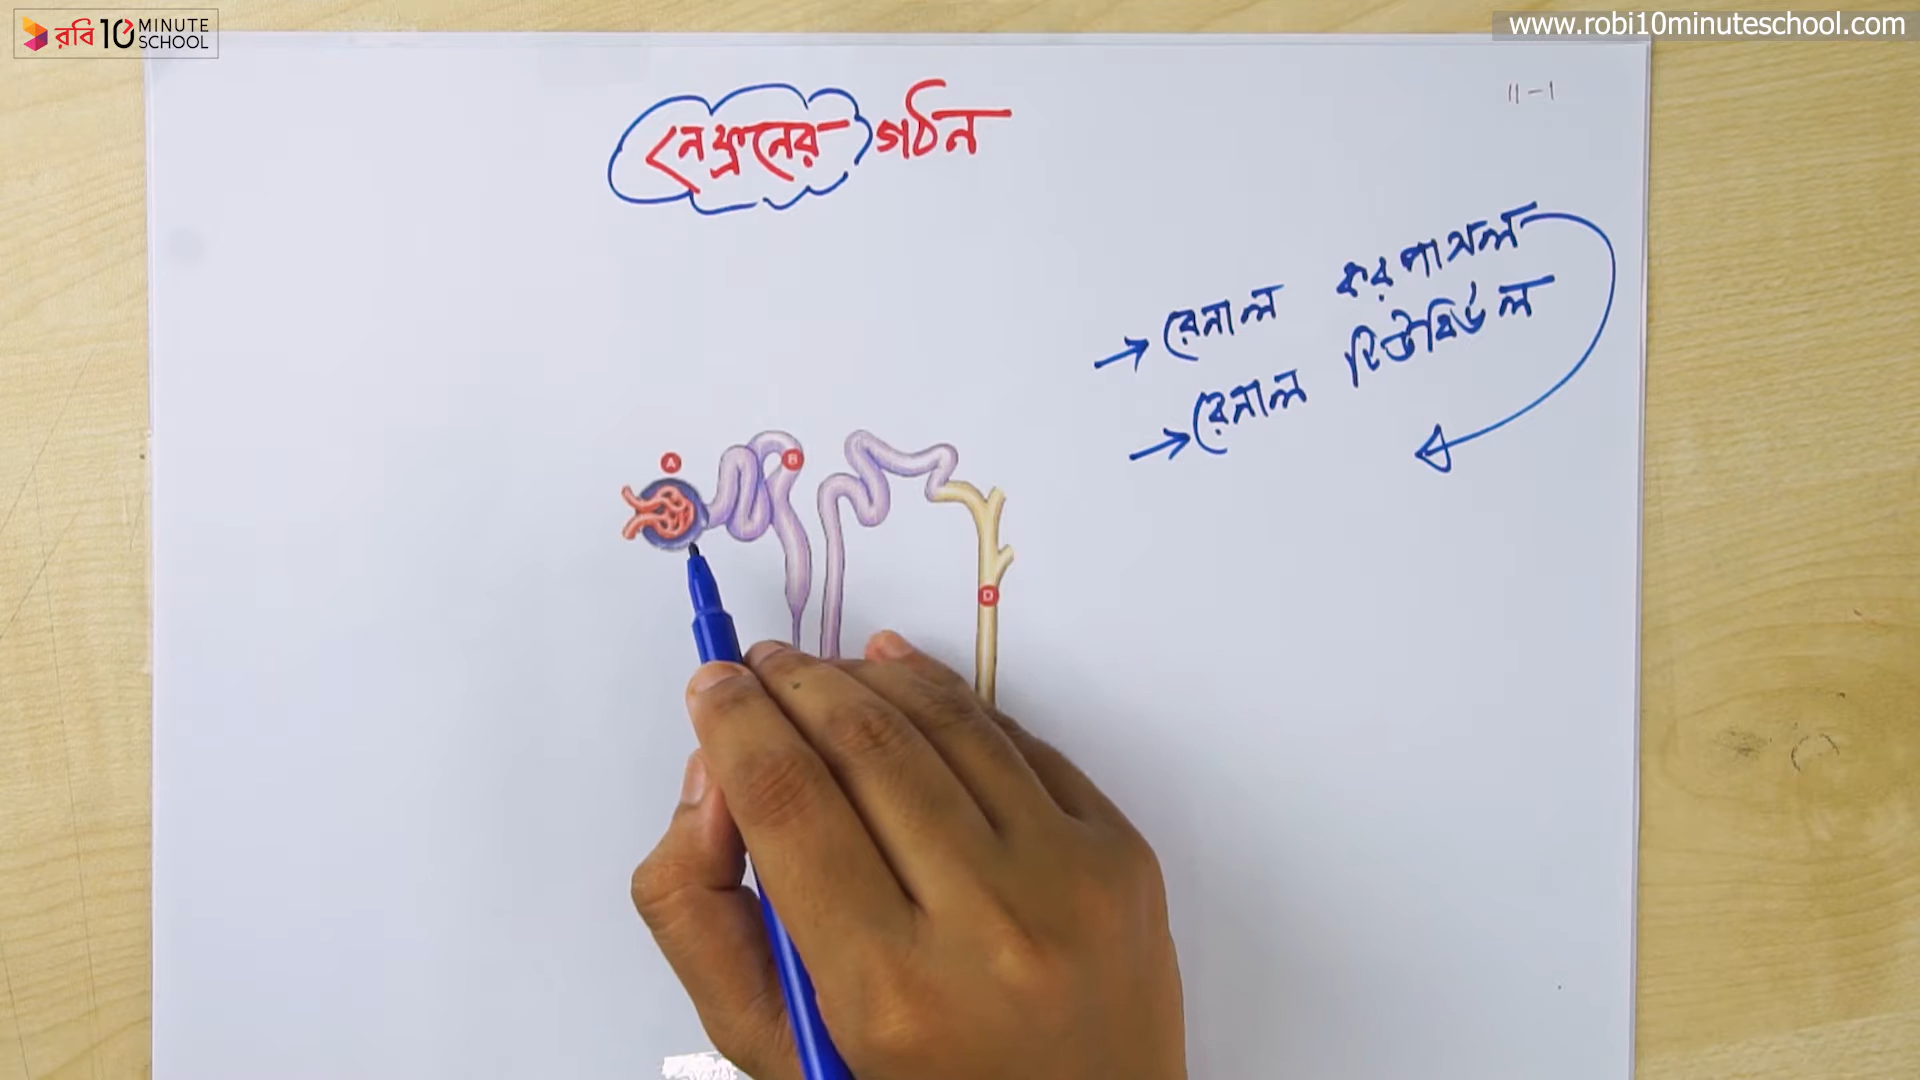 রবি 10 MINUTE SCHOOL
www.robi10minuteschool.com
11-1
নেফ্রনের গঠন
→ রেনাল করপাসল
→ রেনাল টিউবিউল
A
B
D